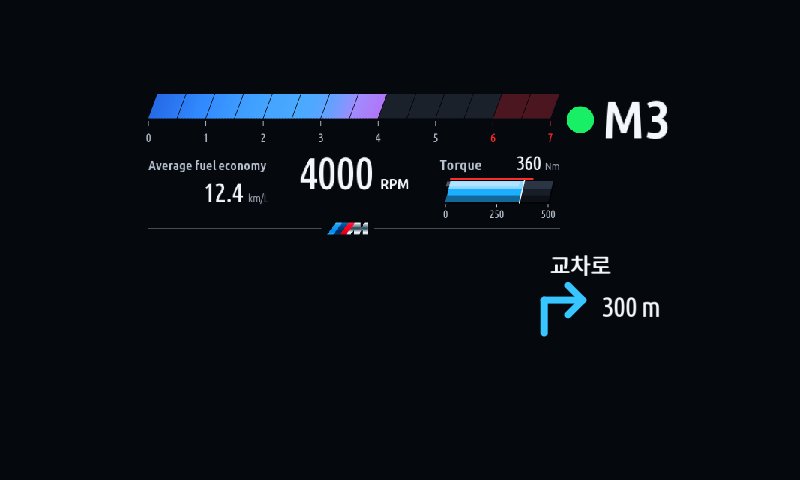 M3
0 1 2 3 4 5 6 7
Average fuel economy
12.4 km/L
4000 RPM
Torque 360 Nm
0 250 500
M
교차로
300 m